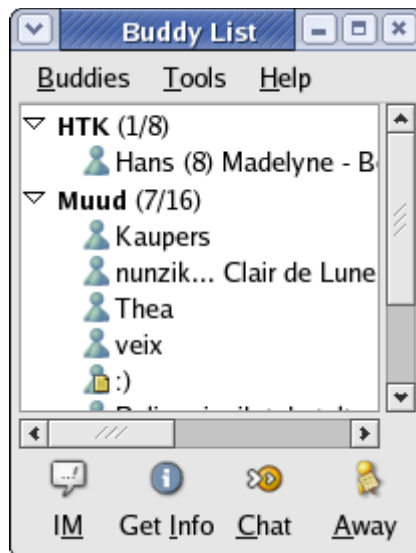 Buddy List
Buddies Tools Help
HTK (1/8)
Hans (8) Madelyne - B
Muud (7/16)
Kaupers
nunzik... Clair de Lune
Thea
veix
:)
IM Get Info Chat Away